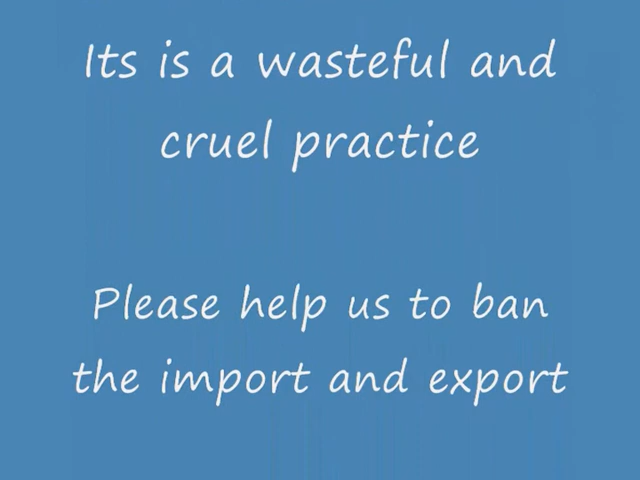 Its is a wasteful and
cruel practice
Please help us to ban
the import and export